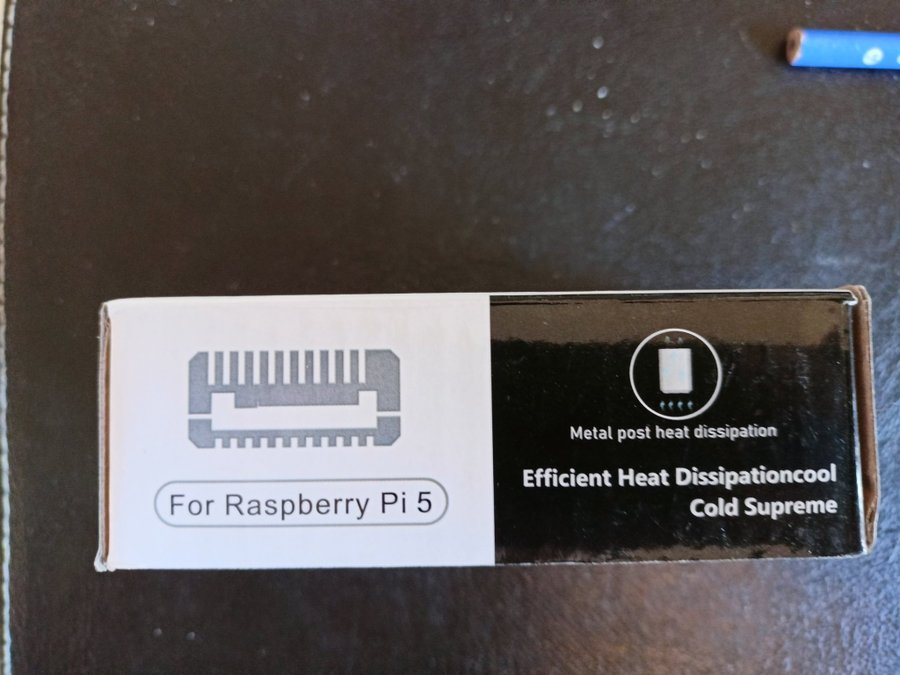 For Raspberry Pi 5
Metal post heat dissipation
Efficient Heat Dissipationcool
Cold Supreme